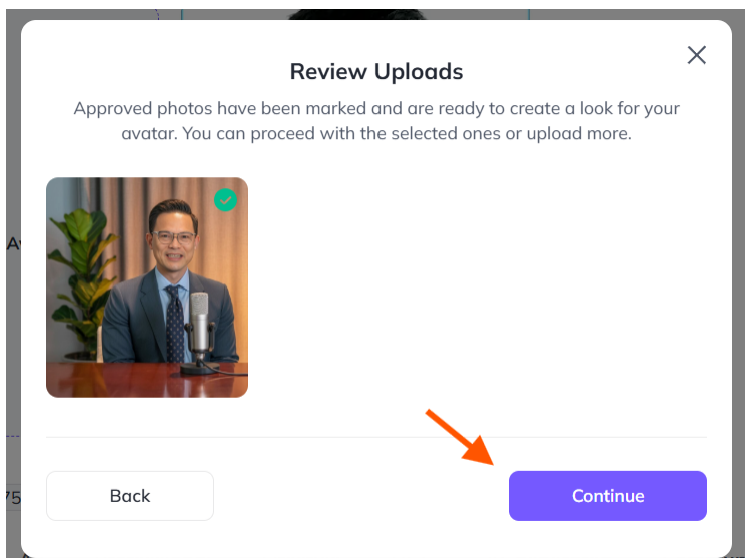 Review Uploads
Approved photos have been marked and are ready to create a look for your
avatar. You can proceed with the selected ones or upload more.
A
75
Back
Continue